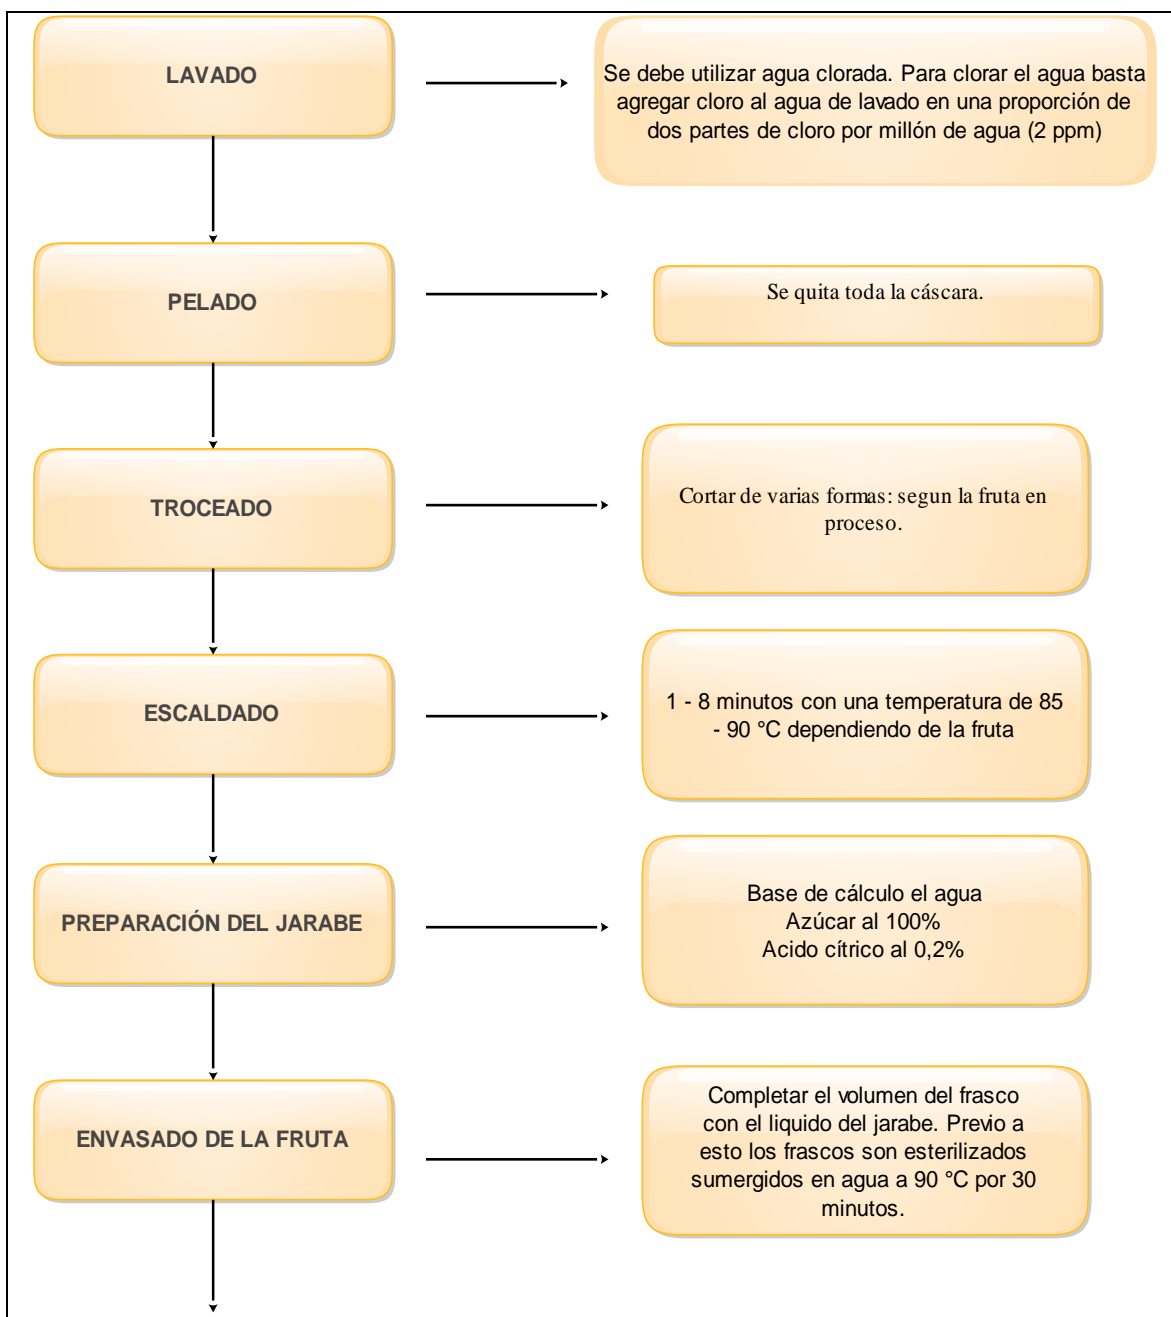 LAVADO
Se debe utilizar agua clorada. Para clorar el agua basta
agregar cloro al agua de lavado en una proporción de
dos partes de cloro por millón de agua (2 ppm)
PELADO
Se quita toda la cáscara.
TROCEADO
Cortar de varias formas: segun la fruta en
proceso.
ESCALDADO
1 - 8 minutos con una temperatura de 85
- 90 °C dependiendo de la fruta
PREPARACIÓN DEL JARABE
Base de cálculo el agua
Azúcar al 100%
Acido cítrico al 0,2%
ENVASADO DE LA FRUTA
Completar el volumen del frasco
con el liquido del jarabe. Previo a
esto los frascos son esterilizados
sumergidos en agua a 90 °C por 30
minutos.